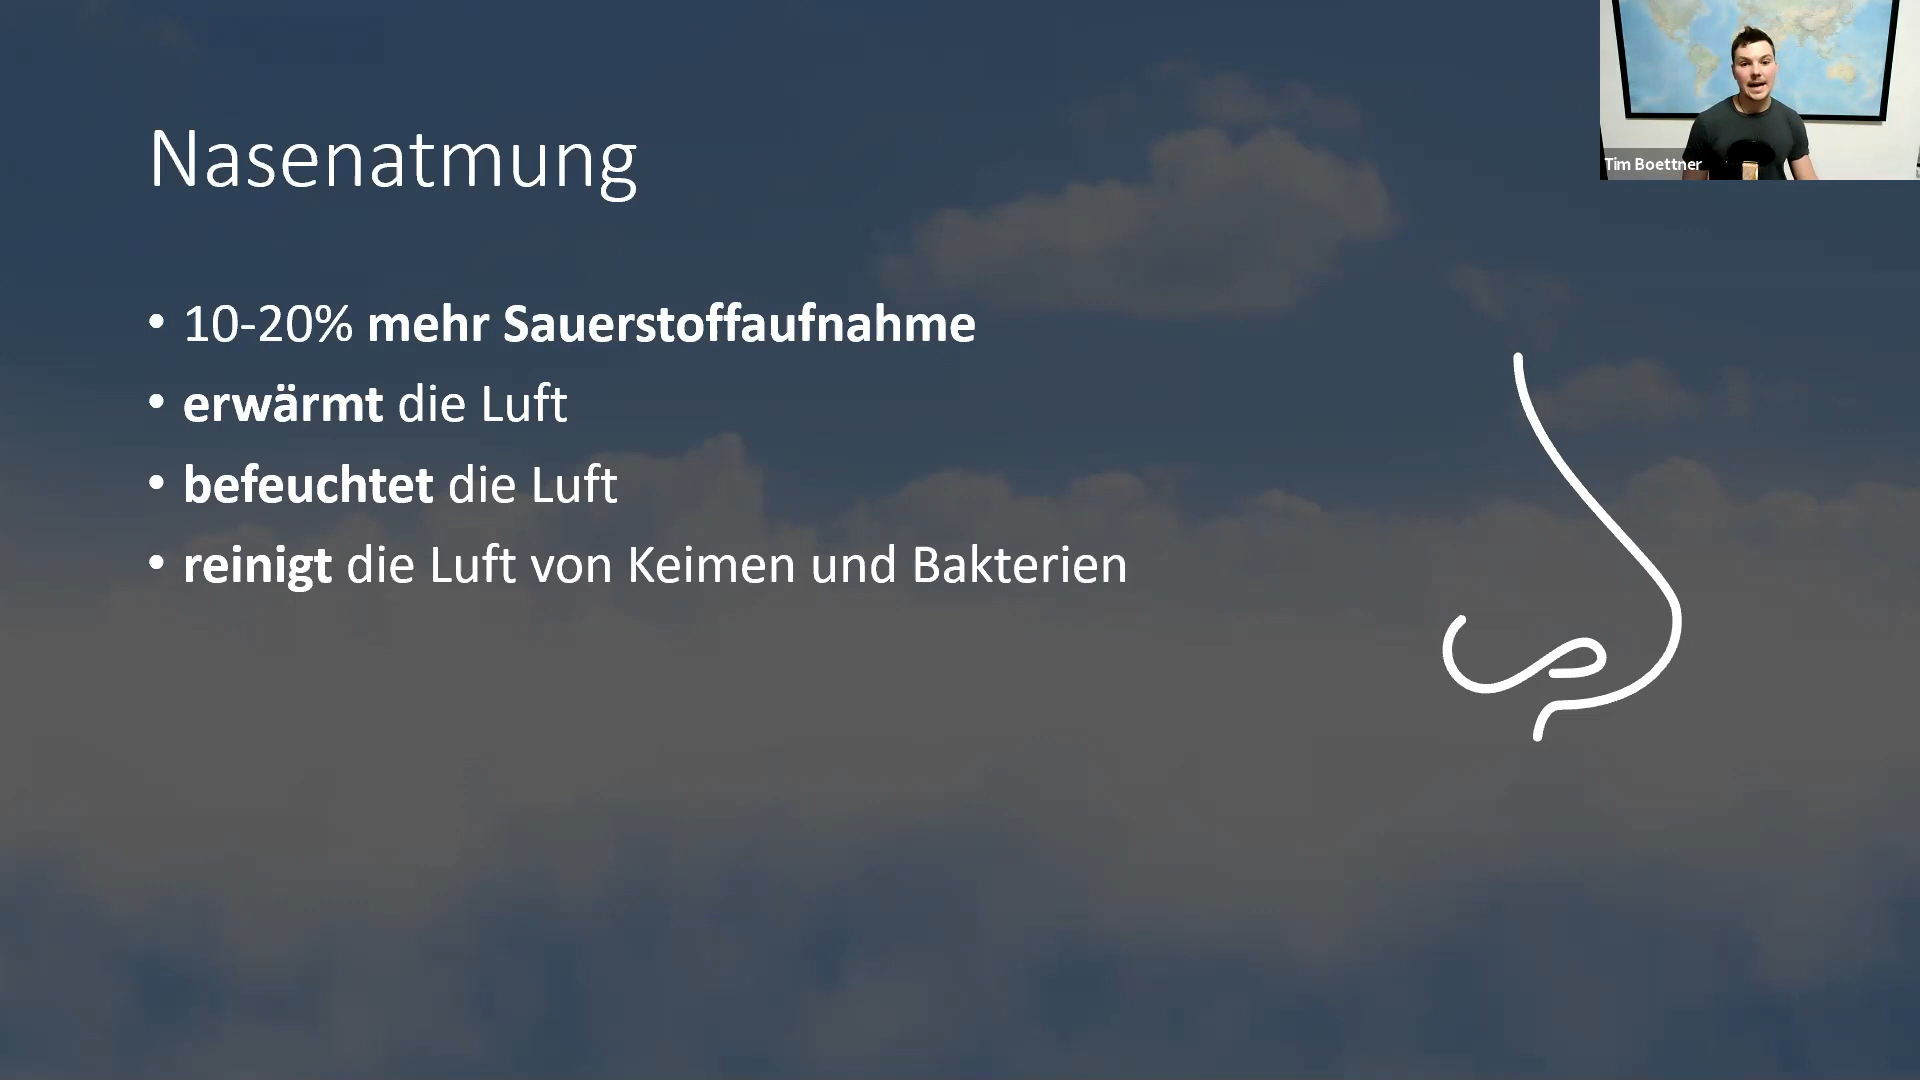 Nasenatmung
• 10-20% mehr Sauerstoffaufnahme
• erwärmt die Luft
• befeuchtet die Luft
• reinigt die Luft von Keimen und Bakterien
Tim Boettner